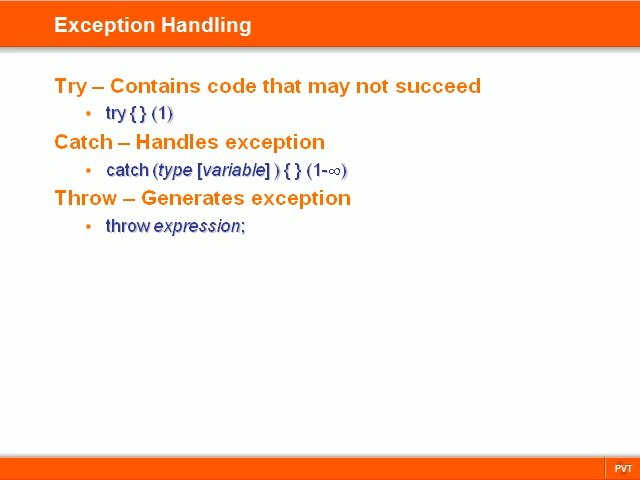 Exception Handling
Try – Contains code that may not succeed
• try { } (1)
Catch – Handles exception
• catch (type [variable] ) { } (1-∞)
Throw – Generates exception
• throw expression;
PVT